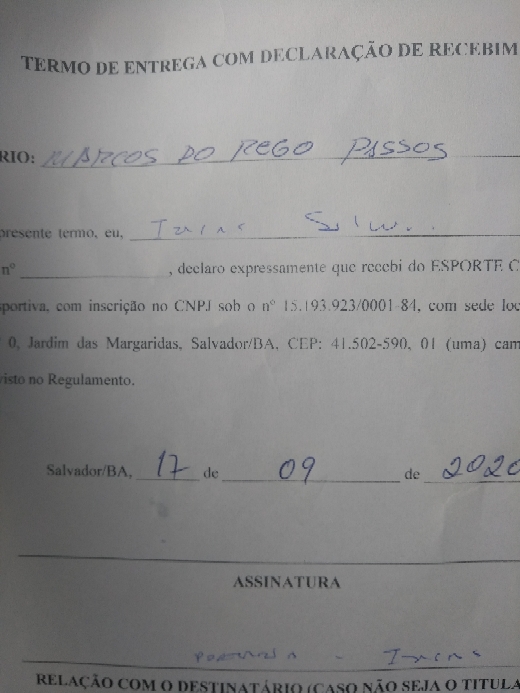 TERMO DE ENTREGA COM DECLARAÇÃO DE RECEBIM
RIO: MARCOS DO REGO PASSOS
presente termo, eu,
nº ____________, declaro expressamente que recebi do ESPORTE C
sportiva, com inscrição no CNPJ sob o nº 15.193.923/0001-84, com sede loc
0, Jardim das Margaridas, Salvador/BA, CEP: 41.502-590, 01 (uma) cam
visto no Regulamento.
Salvador/BA, 17 de 09 de 2020
ASSINATURA
RELAÇÃO COM O DESTINATÁRIO (CASO NÃO SEJA O TITULA